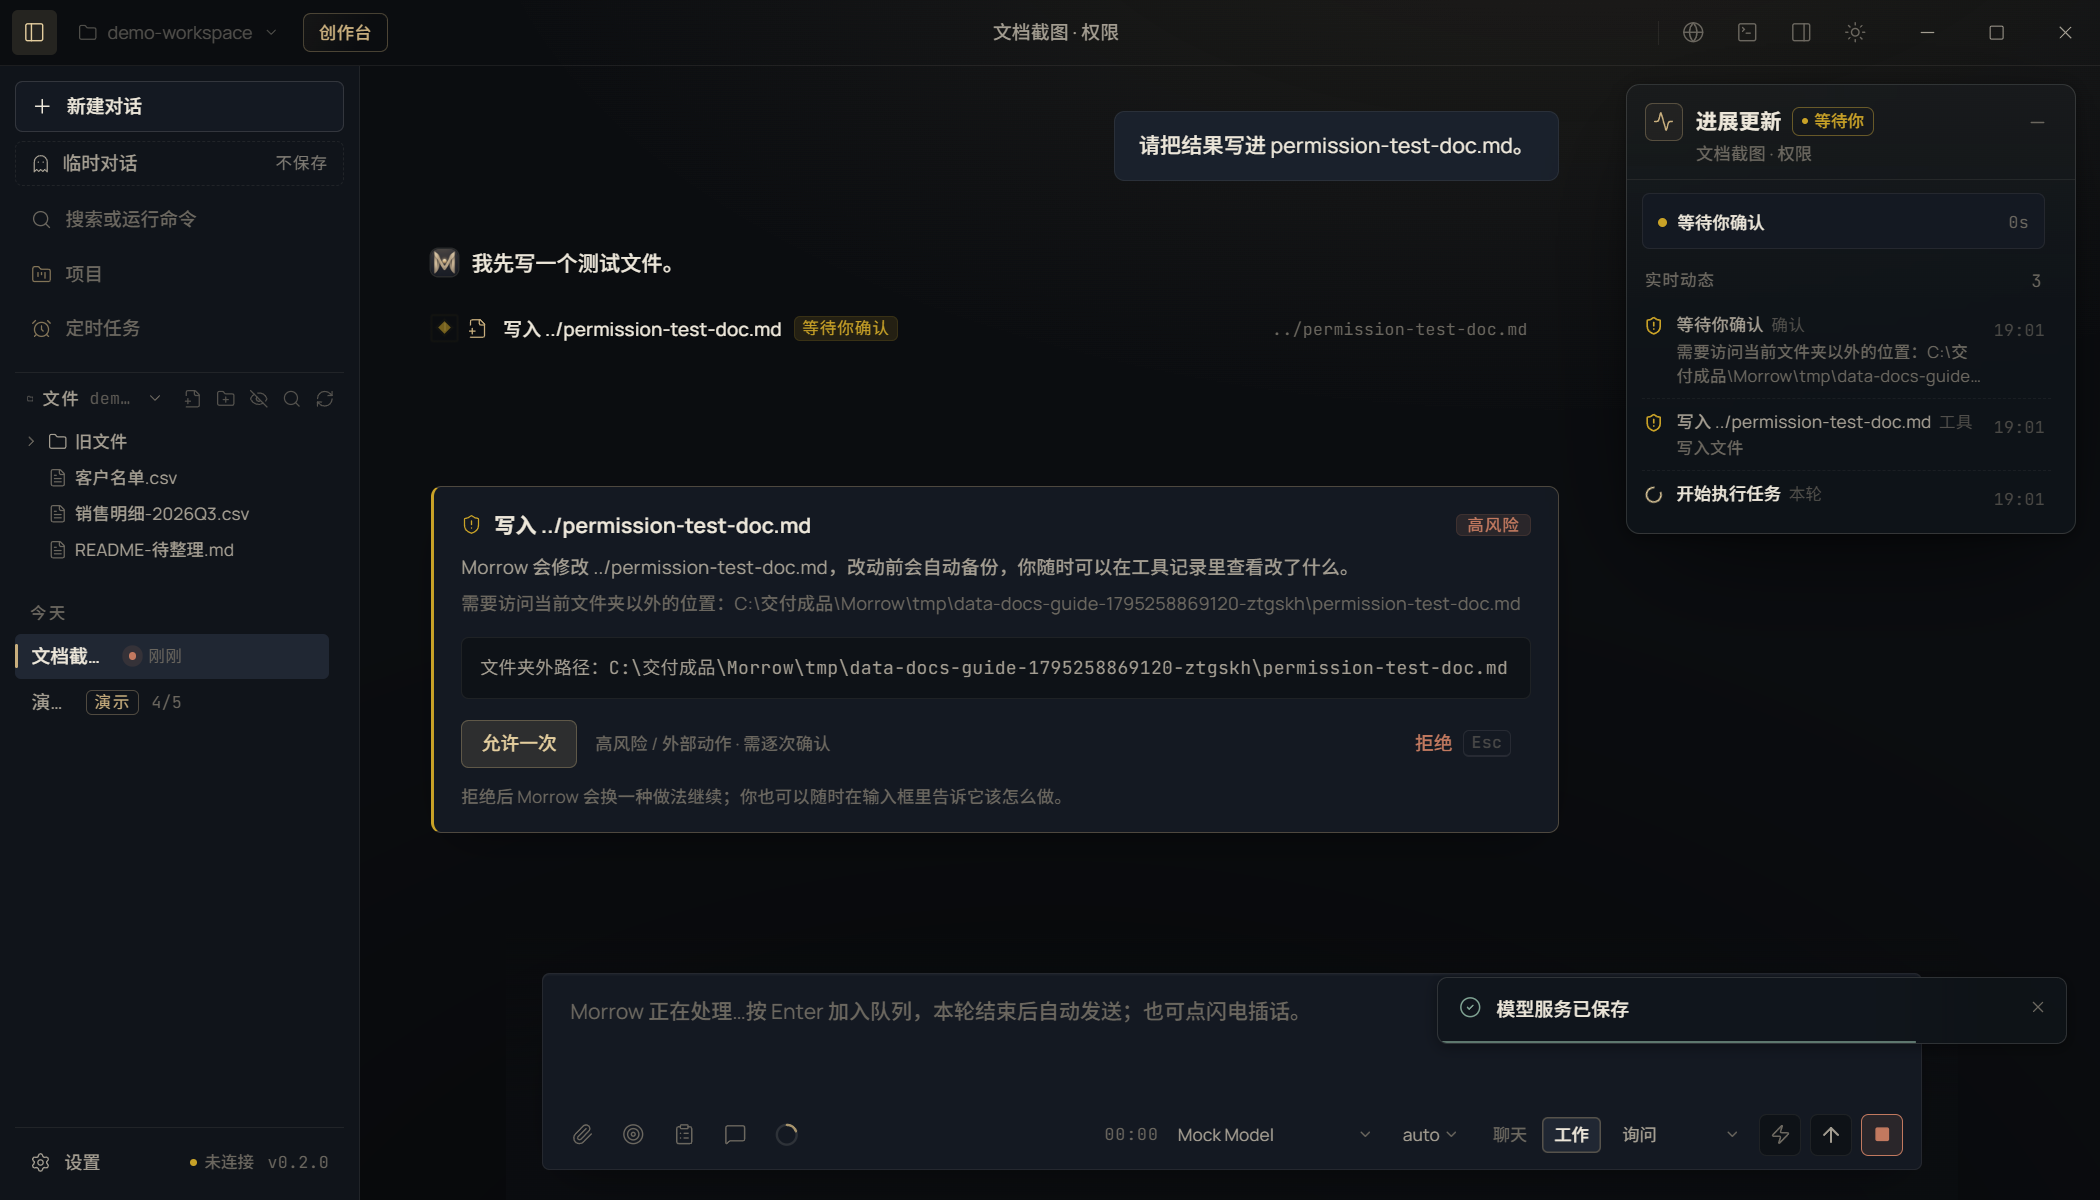 demo-workspace
创作台
文档截图 · 权限
新建对话
临时对话
不保存
搜索或运行命令
项目
定时任务
文件 dem...
旧文件
客户名单.csv
销售明细-2026Q3.csv
README-待整理.md
今天
文档截... 刚刚
演... 演示 4/5
设置
未连接 v0.2.0
请把结果写进 permission-test-doc.md。
我先写一个测试文件。
写入 ../permission-test-doc.md 等待你确认
../permission-test-doc.md
写入 ../permission-test-doc.md
高风险
Morrow 会修改 ../permission-test-doc.md，改动前会自动备份，你随时可以在工具记录里查看改了什么。
需要访问当前文件夹以外的位置：C:\交付成品\Morrow\tmp\data-docs-guide-1795258869120-ztgskh\permission-test-doc.md
文件夹外路径：C:\交付成品\Morrow\tmp\data-docs-guide-1795258869120-ztgskh\permission-test-doc.md
允许一次
高风险 / 外部动作 · 需逐次确认
拒绝 Esc
拒绝后 Morrow 会换一种做法继续；你也可以随时在输入框里告诉它该怎么做。
进展更新
等待你
文档截图 · 权限
等待你确认
0s
实时动态
3
等待你确认 确认
19:01
需要访问当前文件夹以外的位置：C:\交
付成品\Morrow\tmp\data-docs-guide...
写入 ../permission-test-doc.md 工具
19:01
写入文件
开始执行任务 本轮
19:01
Morrow 正在处理...按 Enter 加入队列，本轮结束后自动发送；也可点闪电插话。
模型服务已保存
00:00
Mock Model
auto
聊天
工作
询问